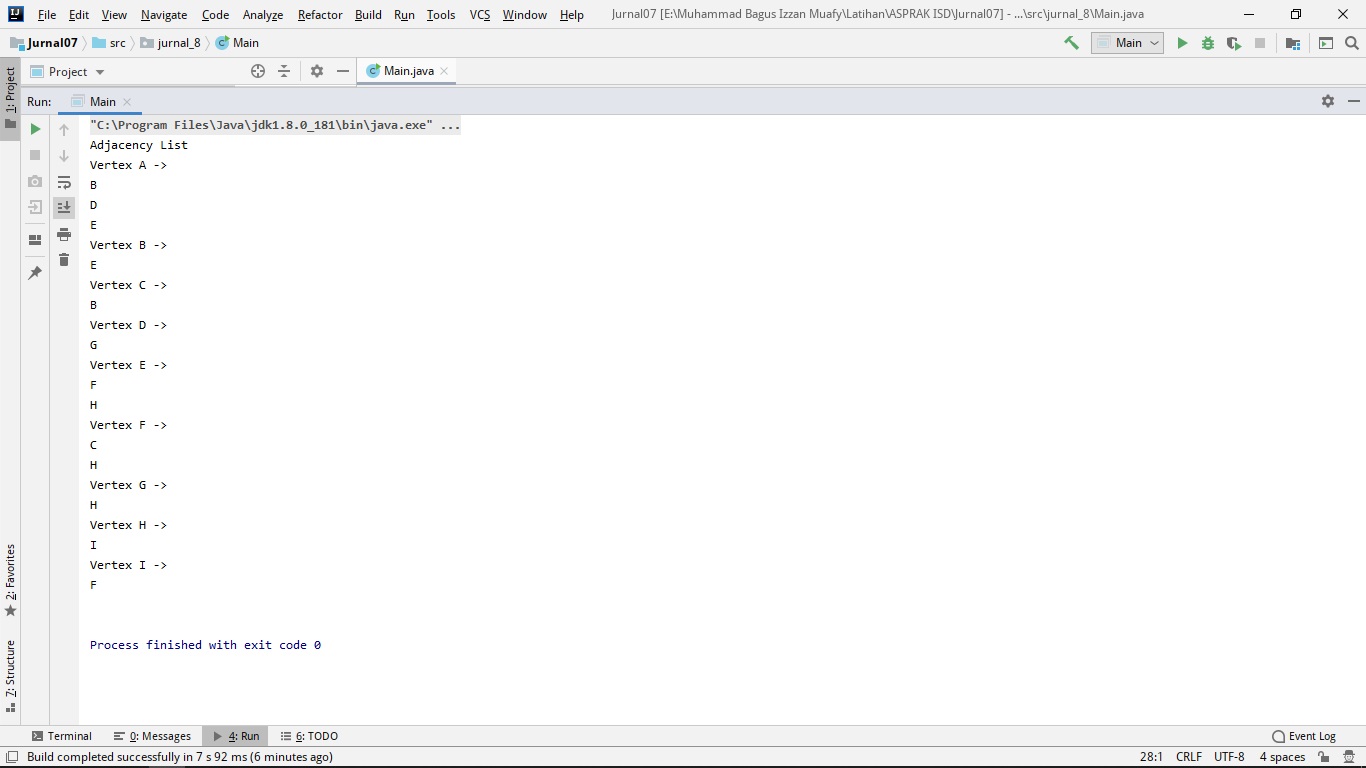 File Edit View Navigate Code Analyze Refactor Build Run Tools VCS Window Help Jurnal07 [E:\Muhammad Bagus Izzan Muafy\Latihan\ASPRAK ISD\Jurnal07] - ...\src\jurnal_8\Main.java
Jurnal07 src jurnal_8 Main Main
1: Project
Project Main.java
Run: Main
"C:\Program Files\Java\jdk1.8.0_181\bin\java.exe" ...
Adjacency List
Vertex A ->
B
D
E
Vertex B ->
E
Vertex C ->
B
Vertex D ->
G
Vertex E ->
F
H
Vertex F ->
C
H
Vertex G ->
H
Vertex H ->
I
Vertex I ->
F
Process finished with exit code 0
2: Favorites
7: Structure
Terminal 0: Messages 4: Run 6: TODO Event Log
Build completed successfully in 7 s 92 ms (6 minutes ago) 28:1 CRLF UTF-8 4 spaces